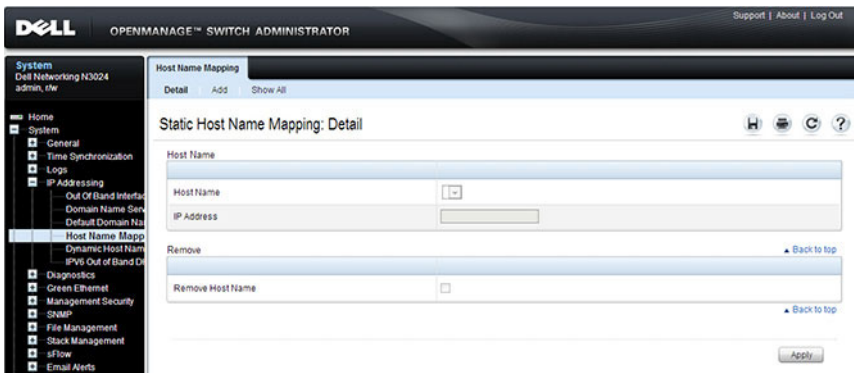 DELL OPENMANAGE™ SWITCH ADMINISTRATOR
Support | About | Log Out
System
Dell Networking N3024
admin, r/w
Home
System
General
Time Synchronization
Logs
IP Addressing
Out Of Band Interfac
Domain Name Serv
Default Domain Na
Host Name Mapp
Dynamic Host Nam
IPV6 Out of Band D
Diagnostics
Green Ethernet
Management Security
SNMP
File Management
Stack Management
sFlow
Email Alerts
Host Name Mapping
Detail Add Show All
Static Host Name Mapping: Detail
Host Name
Host Name
IP Address
Remove
Back to top
Remove Host Name
Back to top
Apply